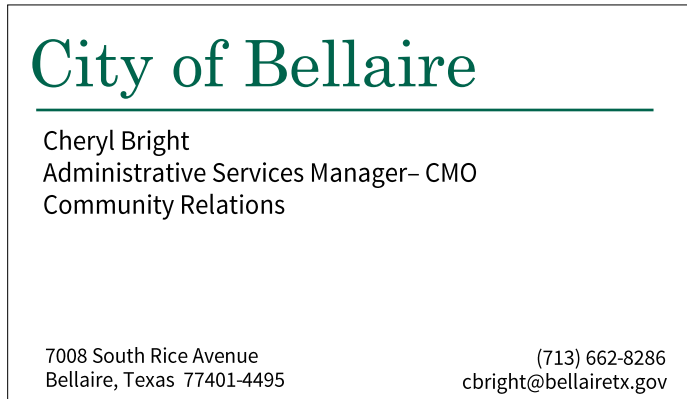 City of Bellaire
Cheryl Bright
Administrative Services Manager– CMO
Community Relations
7008 South Rice Avenue
Bellaire, Texas  77401-4495
(713) 662-8286
cbright@bellairetx.gov